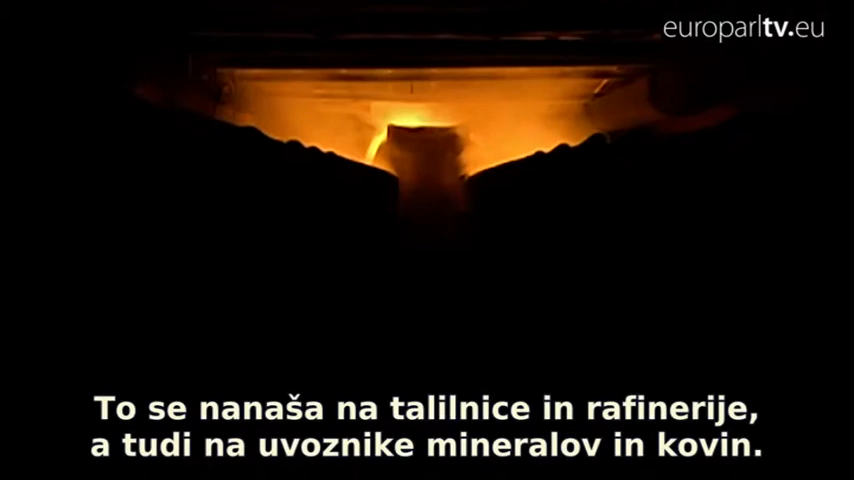 europarltv.eu
To se nanaša na talilnice in rafinerije,
a tudi na uvoznike mineralov in kovin.